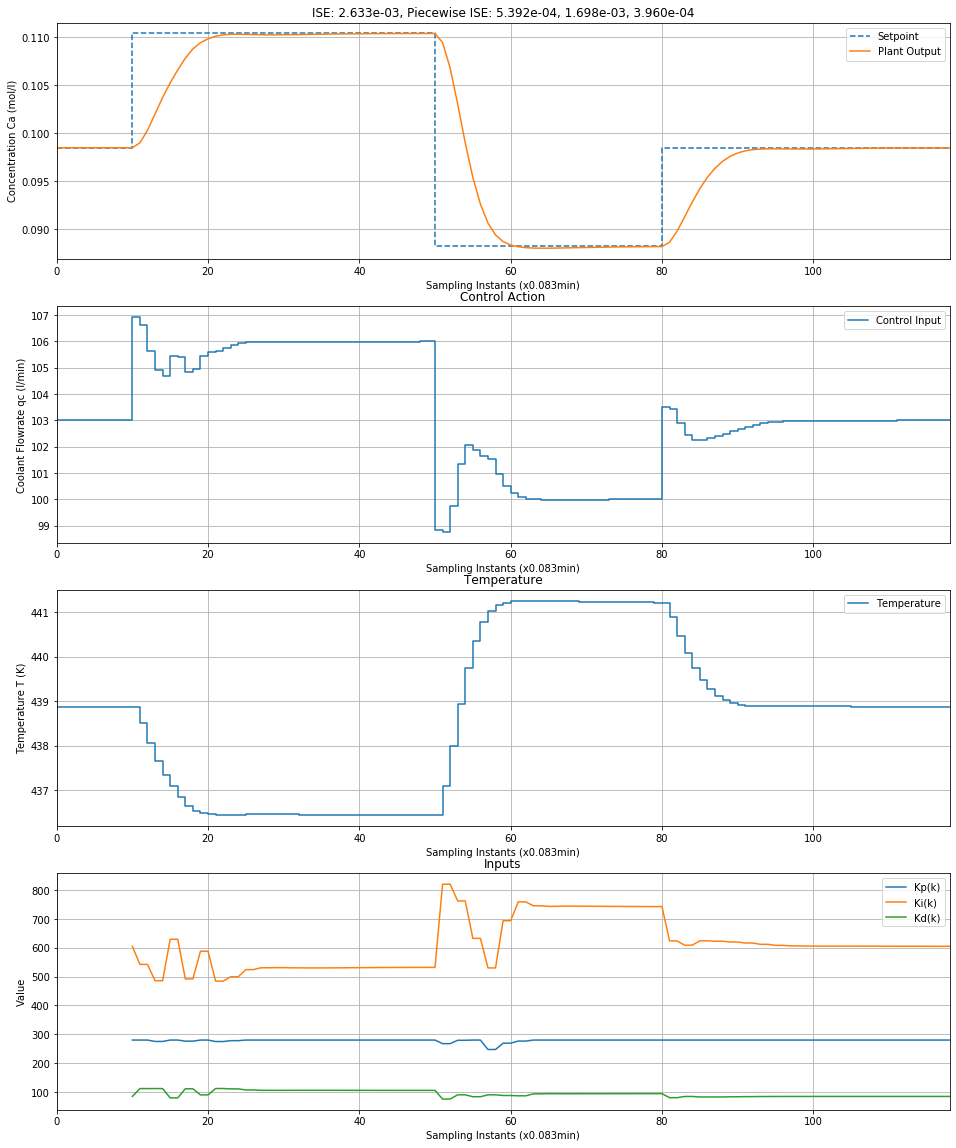 ISE: 2.633e-03, Piecewise ISE: 5.392e-04, 1.698e-03, 3.960e-04
Concentration Ca (mol/l)
0.110
0.105
0.100
0.095
0.090
Setpoint
Plant Output
0 20 40 60 80 100
Sampling Instants (x0.083min)
Control Action
Coolant Flowrate qc (l/min)
107
106
105
104
103
102
101
100
99
Control Input
0 20 40 60 80 100
Sampling Instants (x0.083min)
Temperature
Temperature T (K)
441
440
439
438
437
Temperature
0 20 40 60 80 100
Sampling Instants (x0.083min)
Inputs
Value
800
700
600
500
400
300
200
100
Kp(k)
Ki(k)
Kd(k)
0 20 40 60 80 100
Sampling Instants (x0.083min)